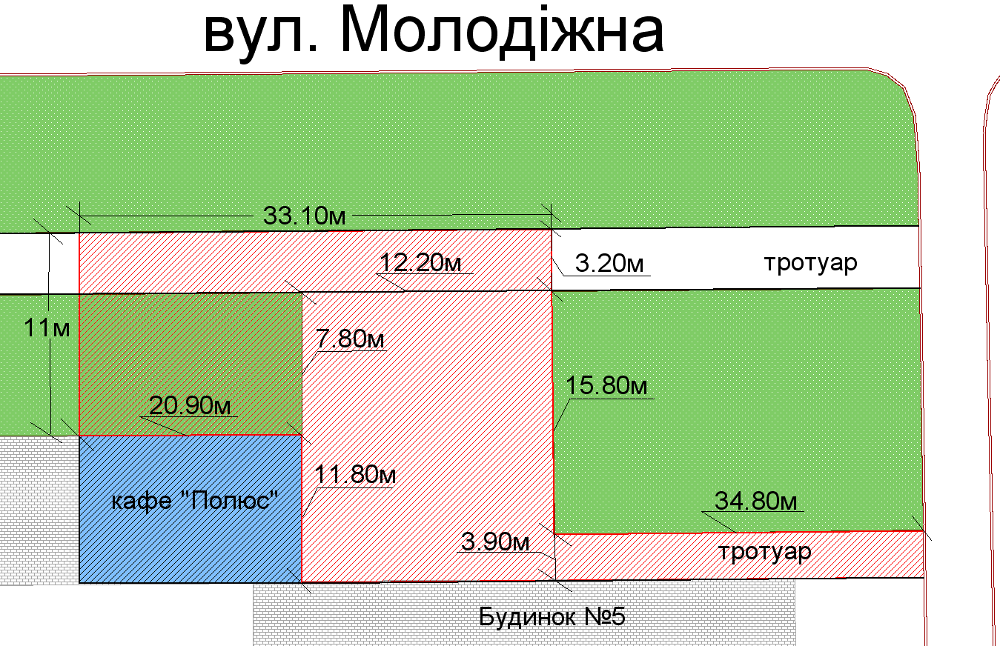 вул. Молодіжна
33.10м
12.20м
3.20м
тротуар
11м
7.80м
20.90м
15.80м
11.80м
кафе "Полюс"
34.80м
3.90м
тротуар
Будинок №5